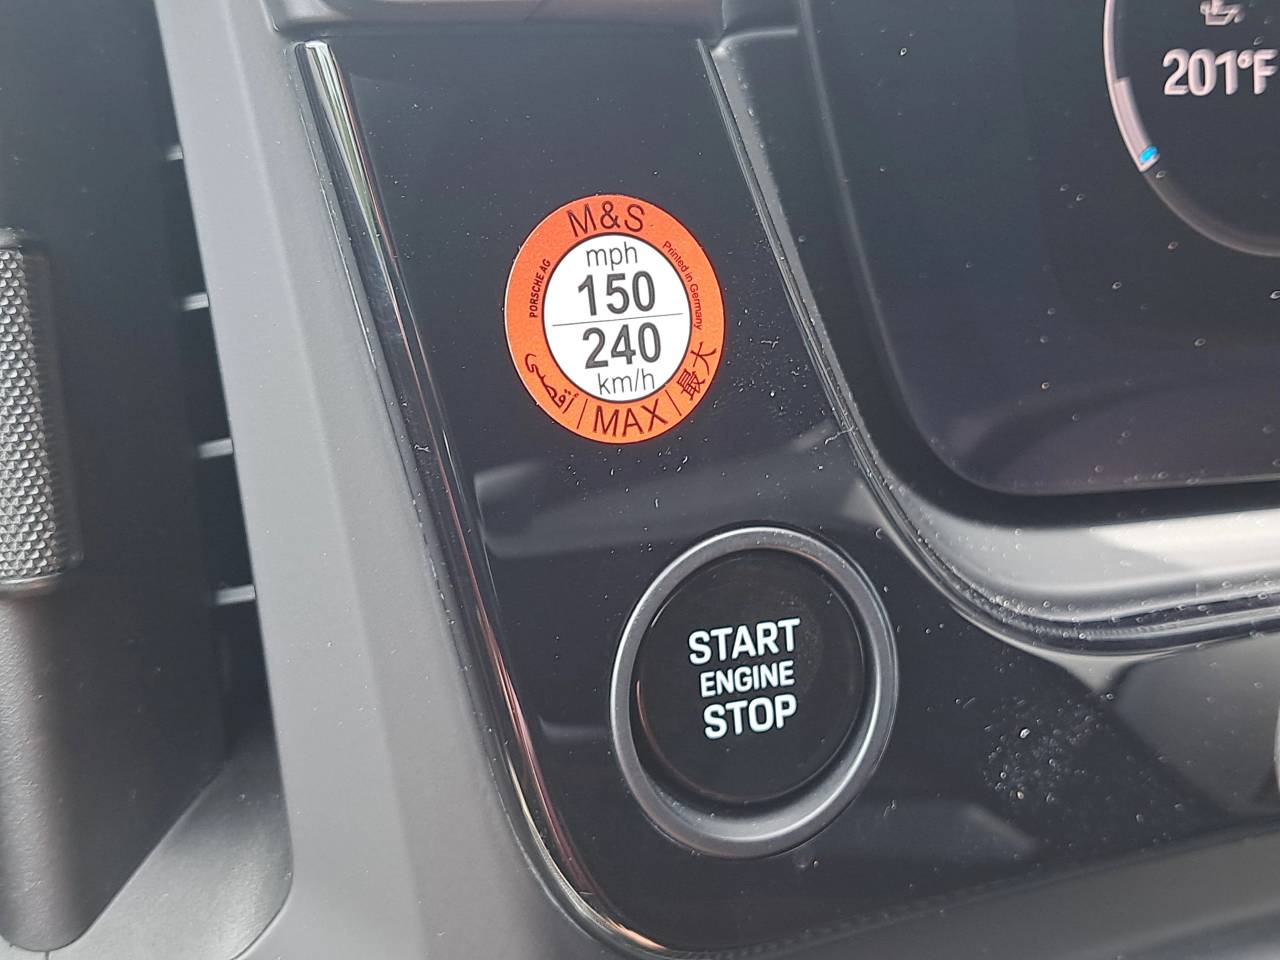 201°F
M&S
PORSCHE AG
Printed in Germany
mph
150
240
km/h
أقصى | MAX | 最大
START
ENGINE
STOP